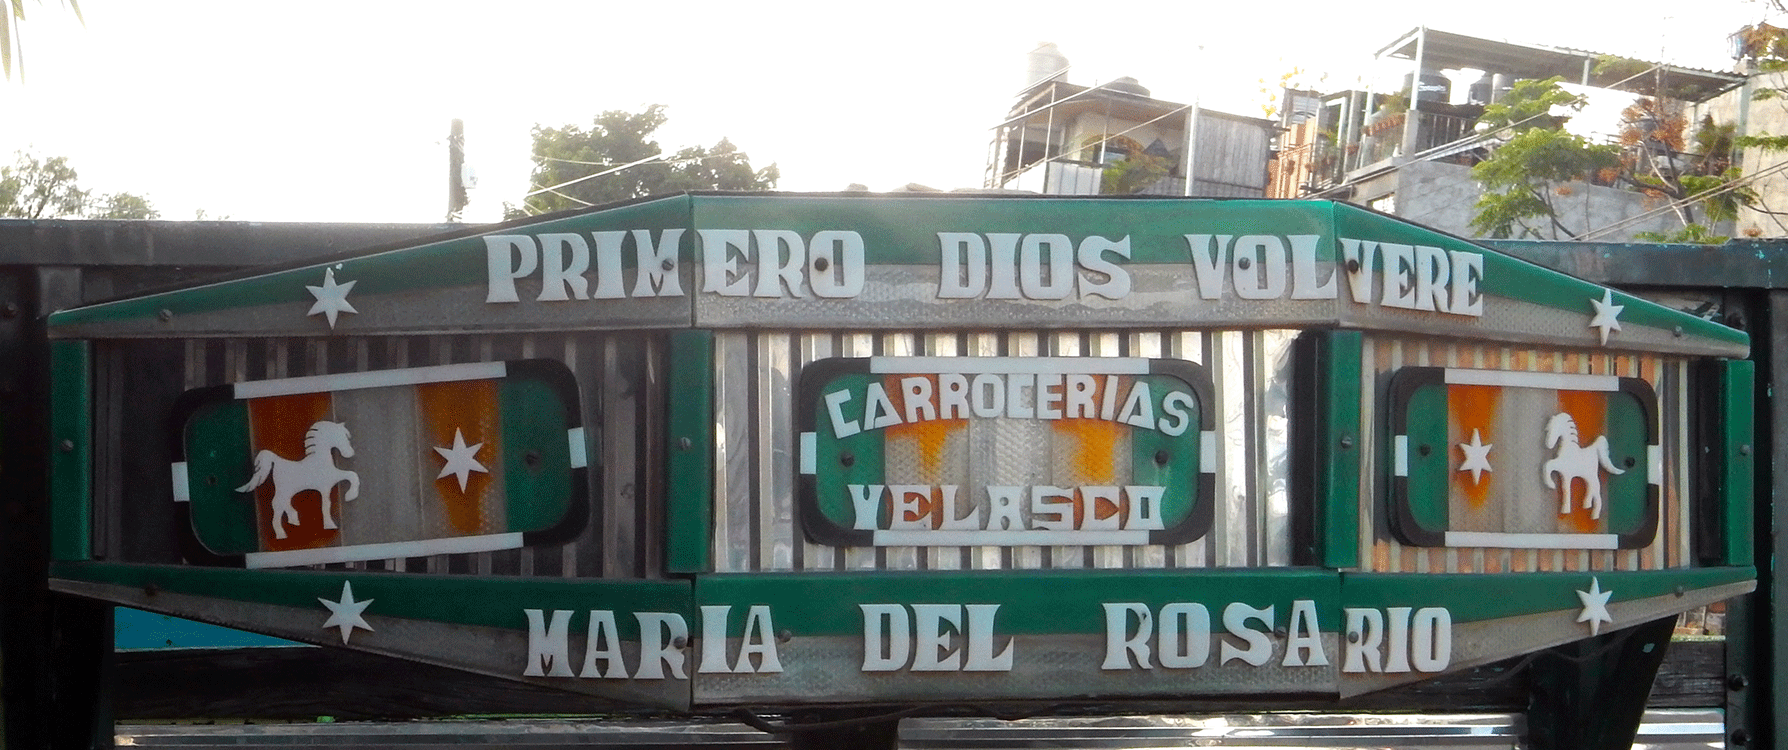 PRIMERO DIOS VOLVERE
CARROCERIAS
VELASCO
MARIA DEL ROSARIO